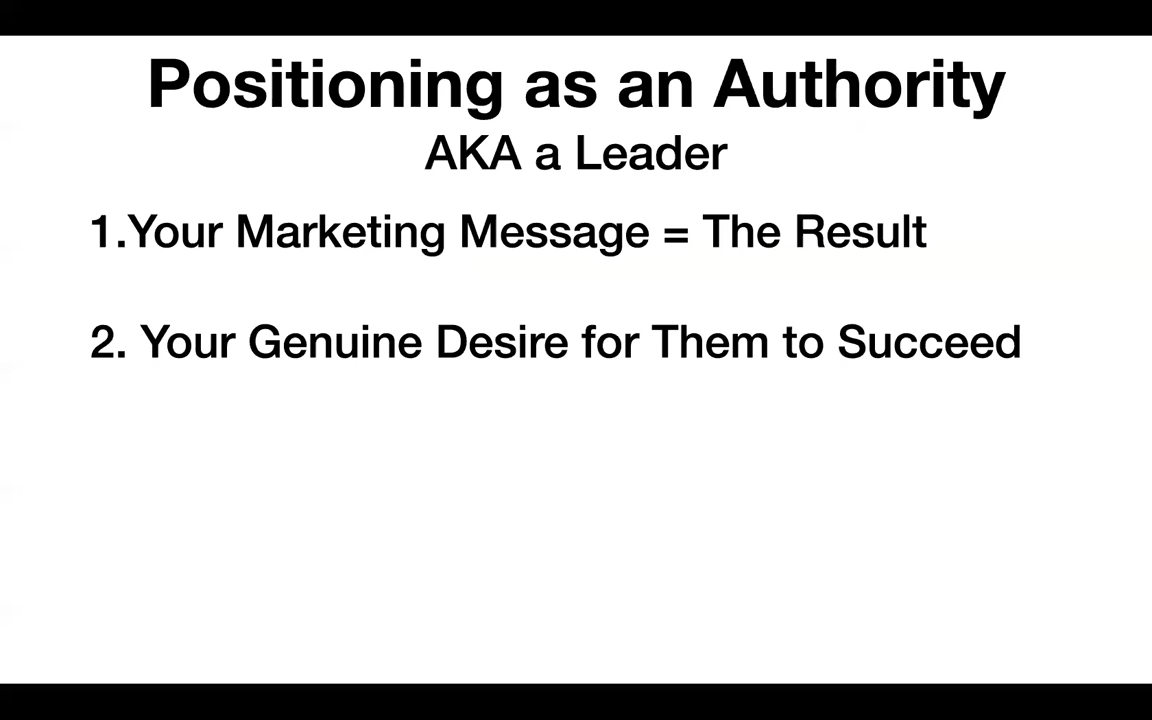 Positioning as an Authority
AKA a Leader
1.Your Marketing Message = The Result
2. Your Genuine Desire for Them to Succeed